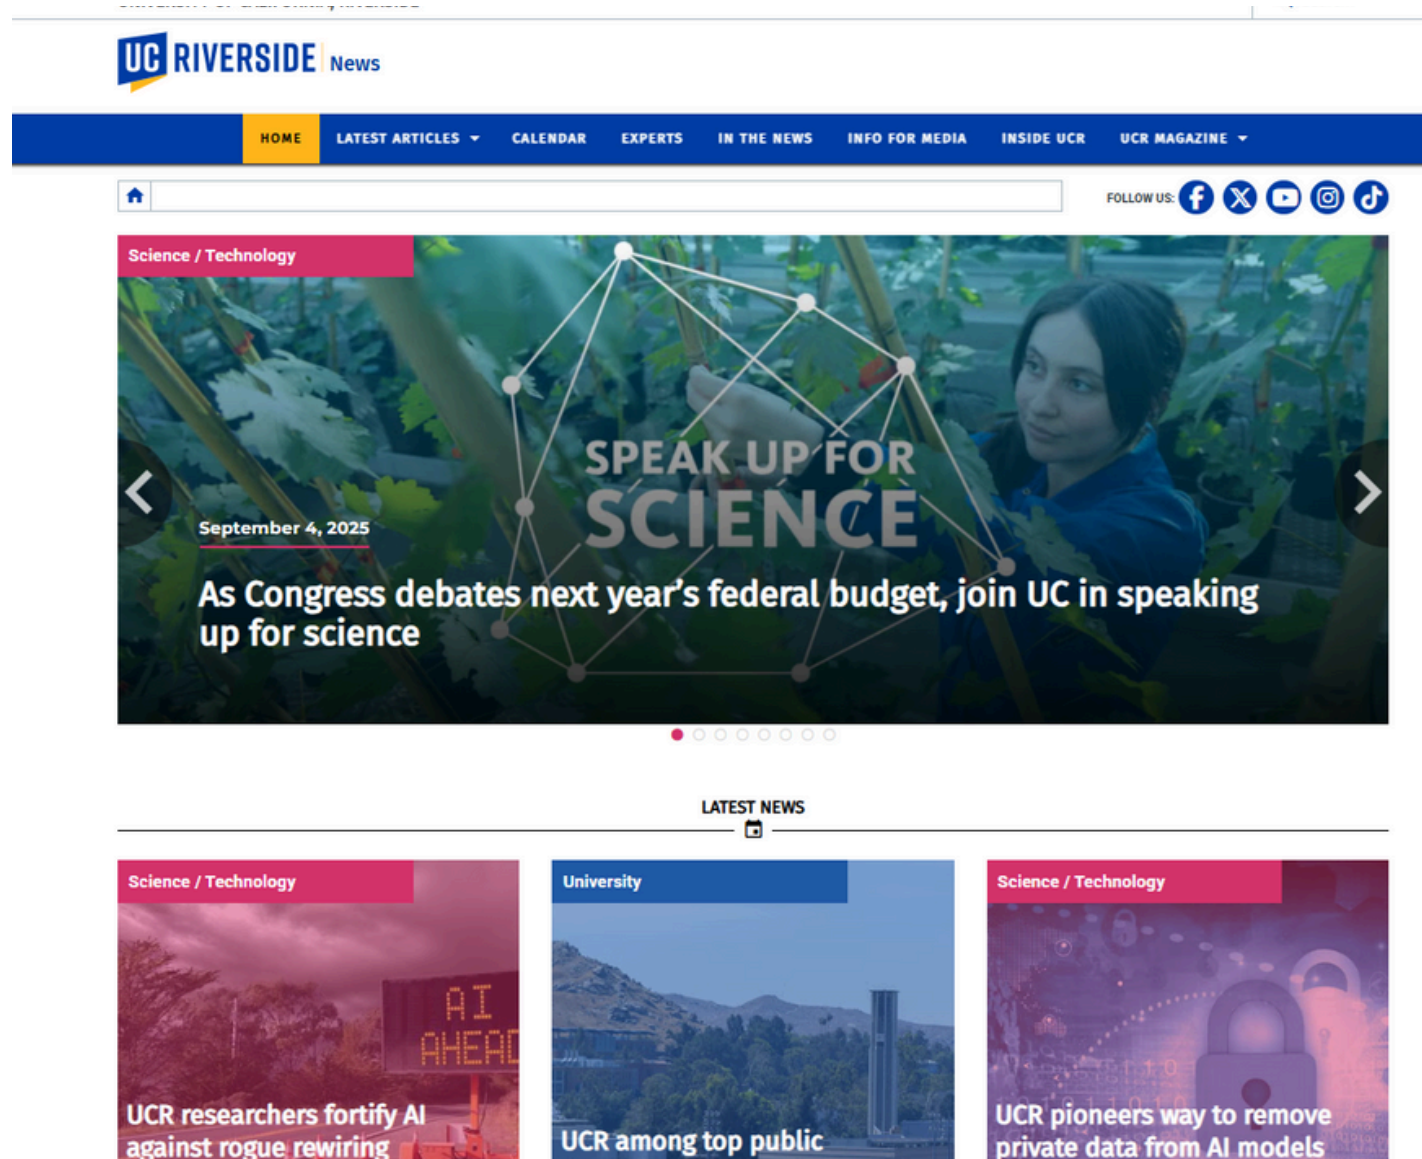 UC RIVERSIDE News
HOME LATEST ARTICLES CALENDAR EXPERTS IN THE NEWS INFO FOR MEDIA INSIDE UCR UCR MAGAZINE
FOLLOW US:
Science / Technology
SPEAK UP FOR
SCIENCE
September 4, 2025
As Congress debates next year's federal budget, join UC in speaking
up for science
LATEST NEWS
Science / Technology
AI
AHEAD
UCR researchers fortify AI
against rogue rewiring
University
UCR among top public
Science / Technology
UCR pioneers way to remove
private data from AI models